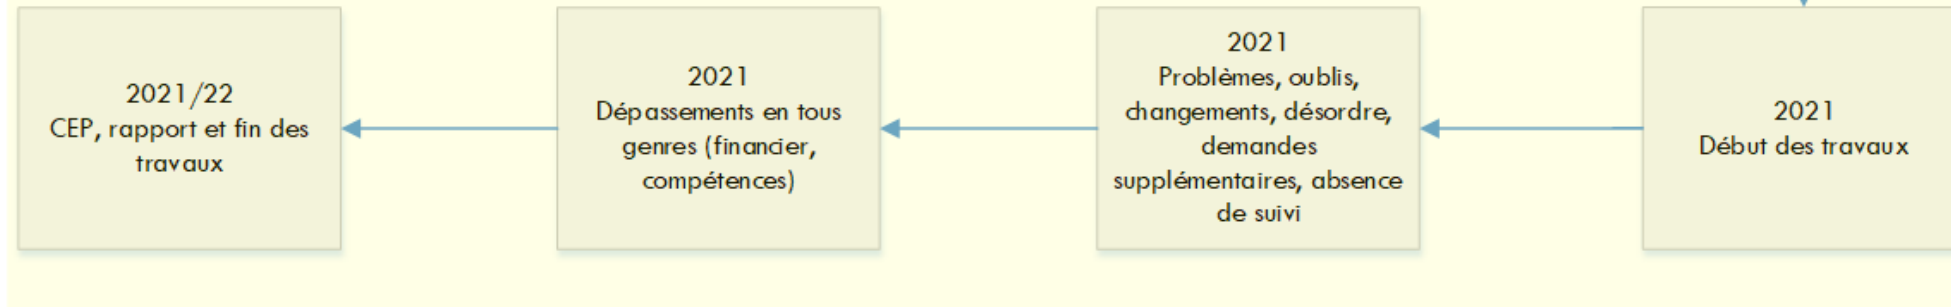 2021/22
CEP, rapport et fin des
travaux
2021
Dépassements en tous
genres (financier,
compétences)
2021
Problèmes, oublis,
changements, désordre,
demandes
supplémentaires, absence
de suivi
2021
Début des travaux